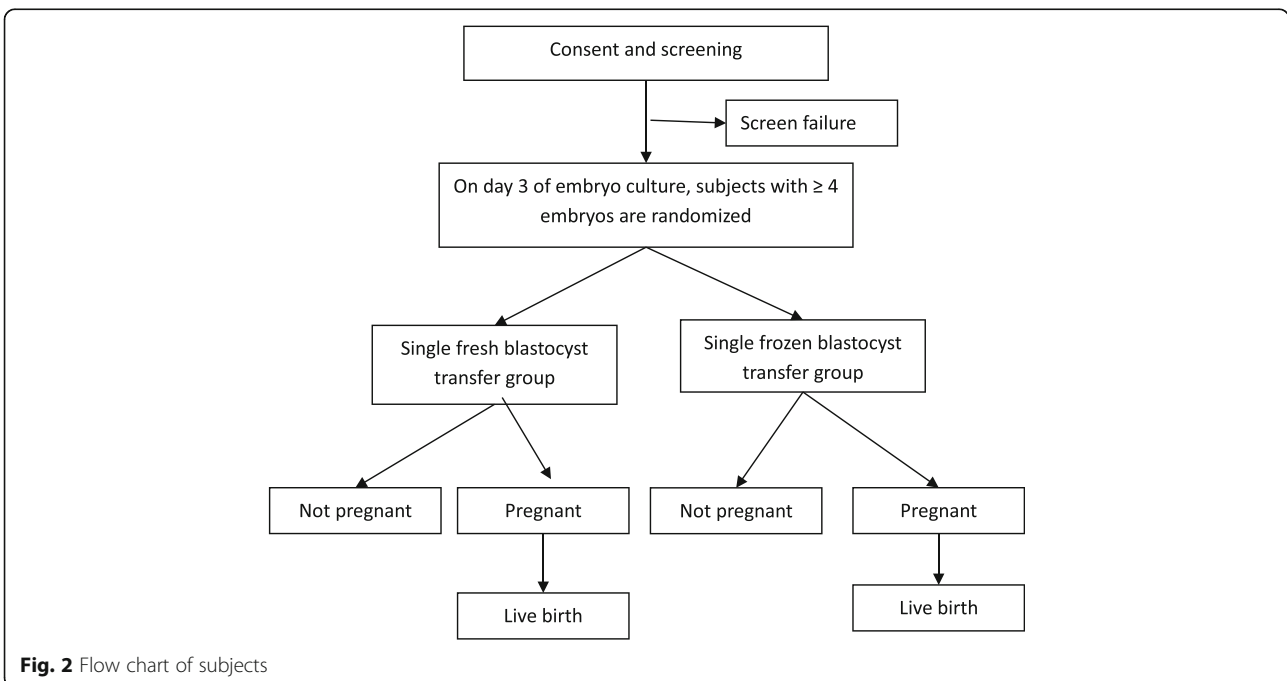 Consent and screening
Screen failure
On day 3 of embryo culture, subjects with ≥ 4
embryos are randomized
Single fresh blastocyst
transfer group
Single frozen blastocyst
transfer group
Not pregnant
Pregnant
Not pregnant
Pregnant
Live birth
Live birth
Fig. 2 Flow chart of subjects